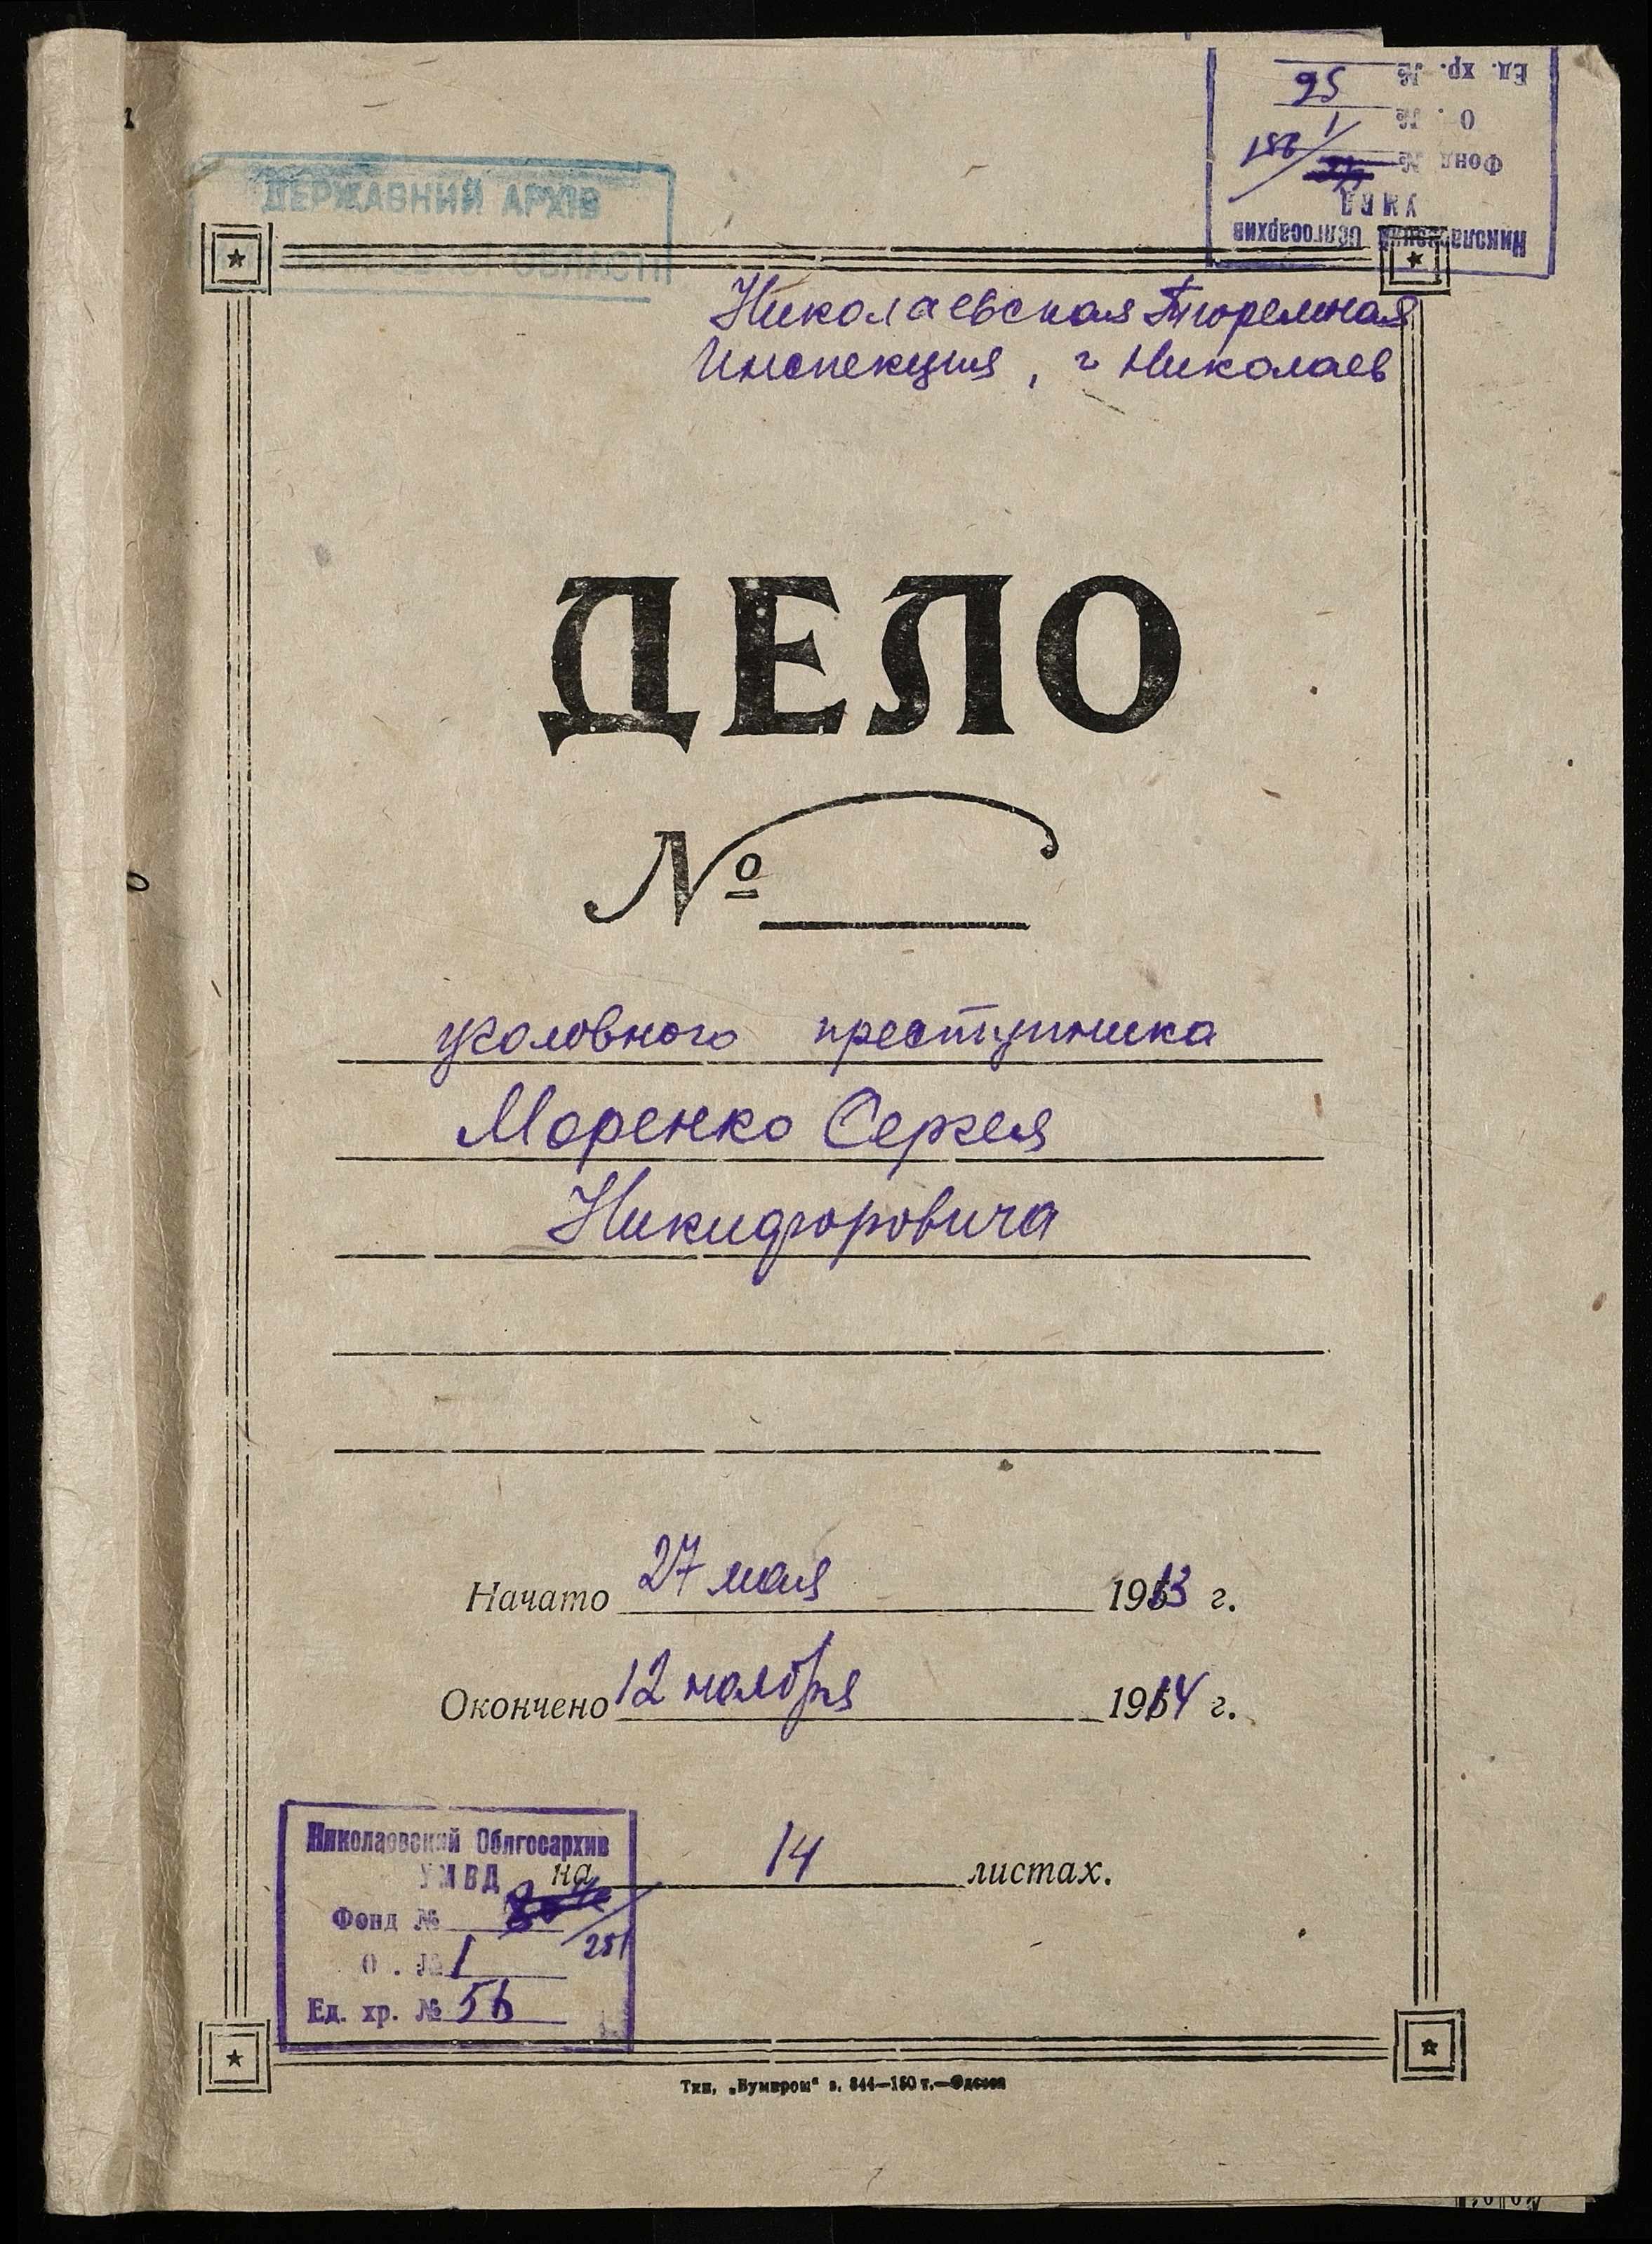 Ед. хр. № 95
О . № 1
Фонд №
УМВД
Николаевский Облгосархив
ДЕРЖАВНИЙ АРХІВ
ОБЛАСТІ
Николаевская Тюремная
Инспекция, г Николаев
ДЕЛО
№
уголовного преступника
Моренко Сергея
Никифоровича
Начато 27 мая 1913 г.
Окончено 12 ноября 1914 г.
на 14 листах.
Николаевский Облгосархив
УМВД
Фонд № 251
О . № 1
Ед. хр. № 56
Тип. „Бумпром“ з. 844—150 т.—Одесса